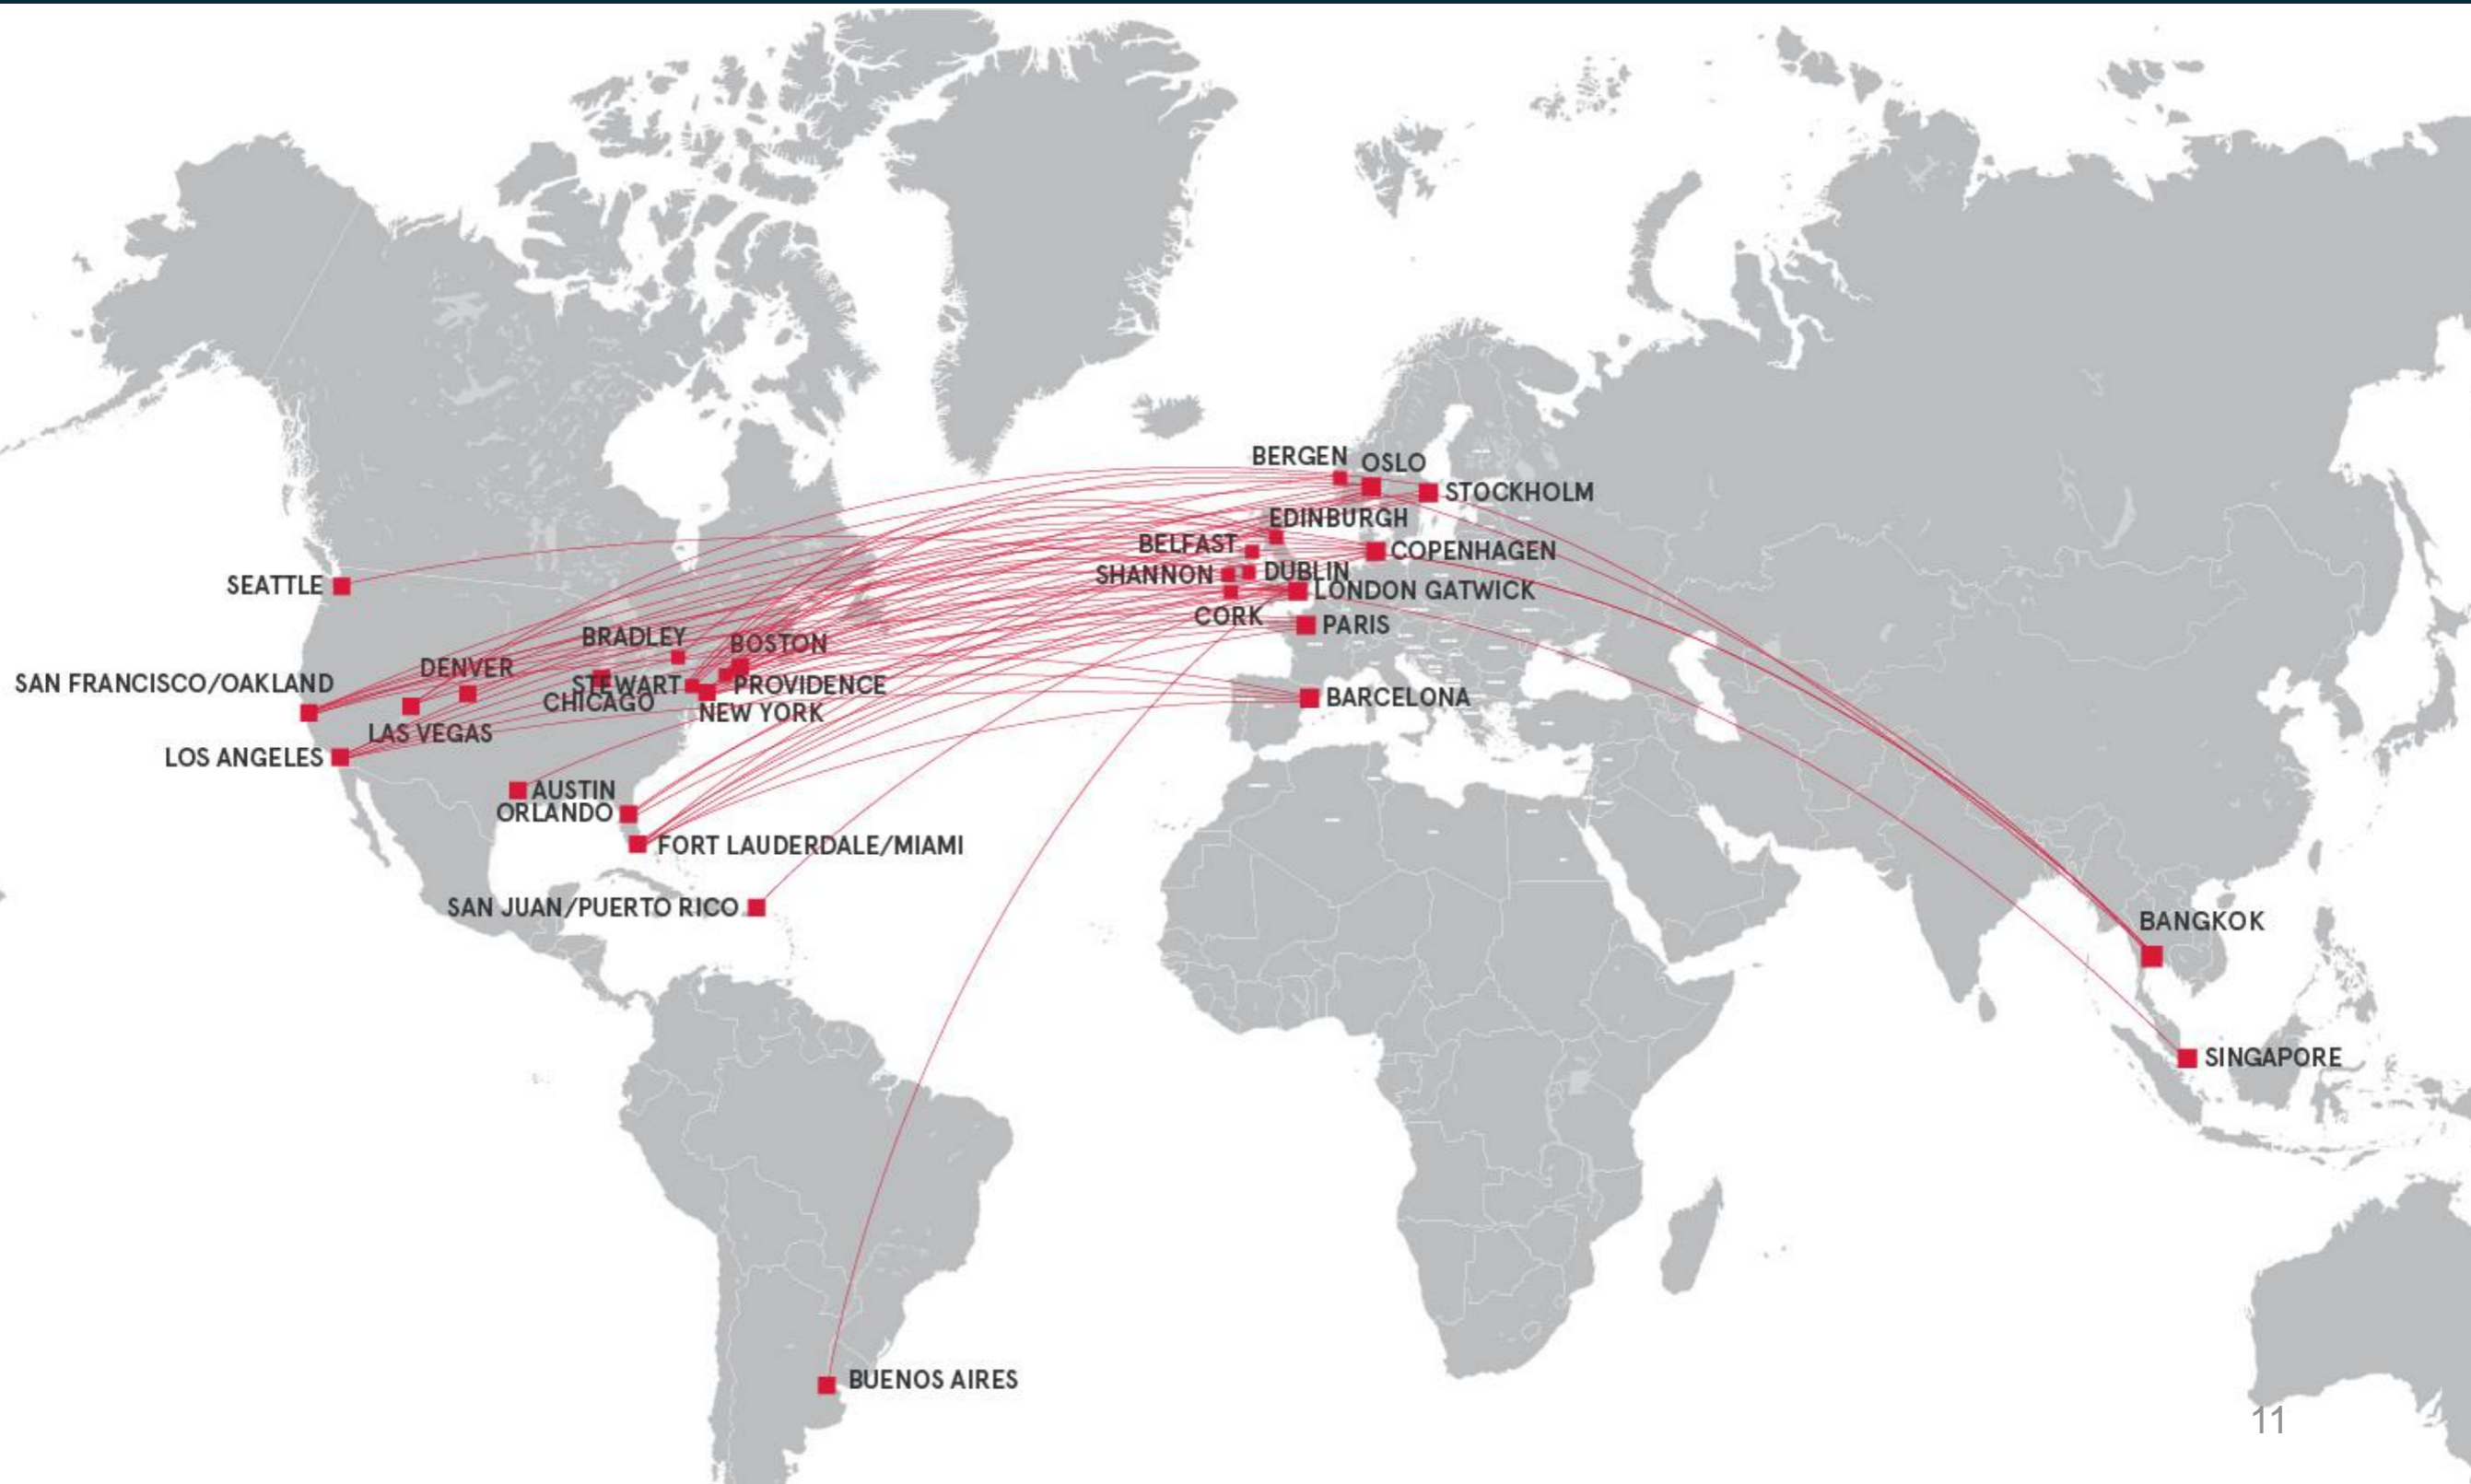 BERGEN
OSLO
STOCKHOLM
EDINBURGH
BELFAST
COPENHAGEN
SHANNON
DUBLIN
LONDON GATWICK
CORK
PARIS
BARCELONA
SEATTLE
BRADLEY
BOSTON
DENVER
STEWART
PROVIDENCE
SAN FRANCISCO/OAKLAND
CHICAGO
NEW YORK
LAS VEGAS
LOS ANGELES
AUSTIN
ORLANDO
FORT LAUDERDALE/MIAMI
SAN JUAN/PUERTO RICO
BANGKOK
SINGAPORE
BUENOS AIRES
11